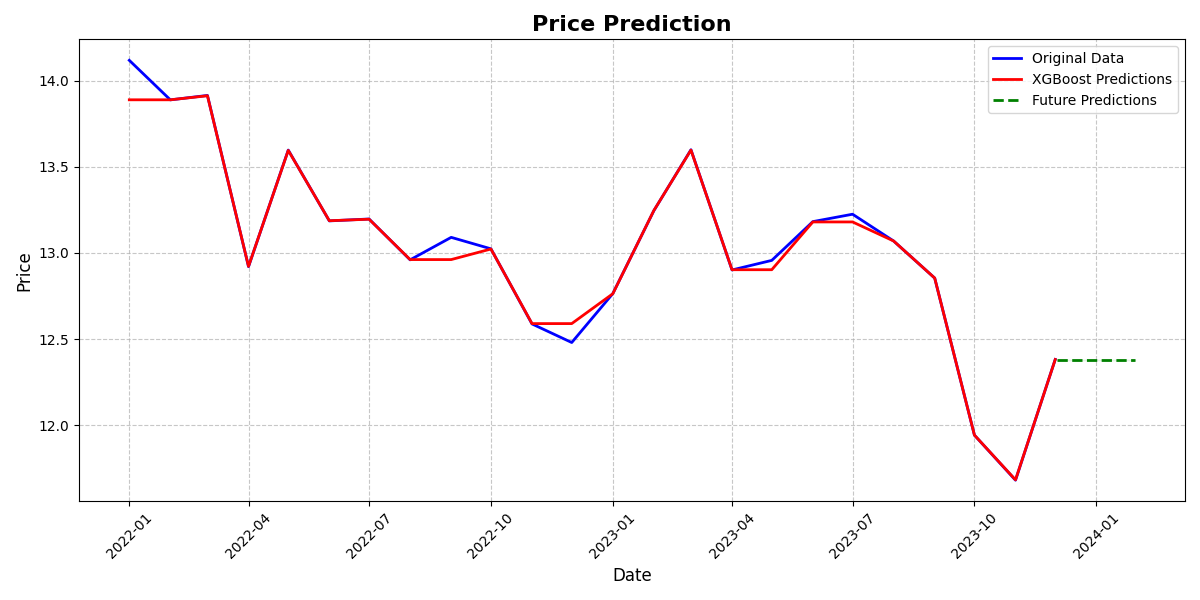 Price Prediction
Original Data
XGBoost Predictions
Future Predictions
14.0
13.5
13.0
12.5
12.0
Price
2022-01
2022-04
2022-07
2022-10
2023-01
2023-04
2023-07
2023-10
2024-01
Date